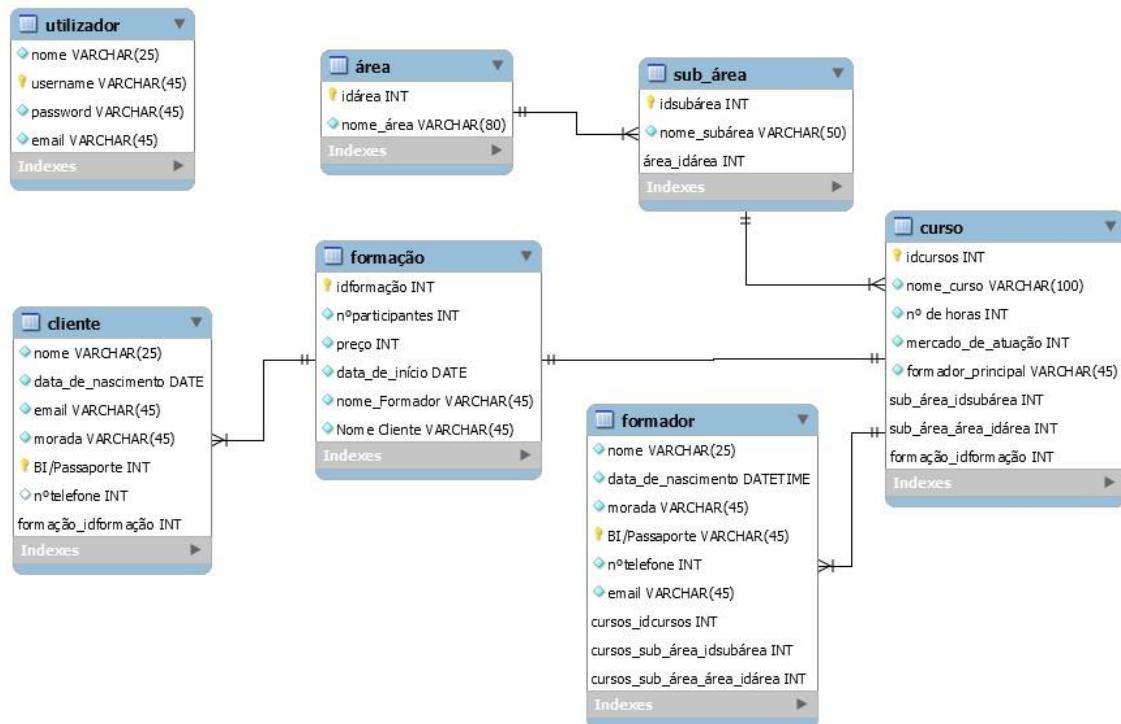 utilizador
nome VARCHAR(25)
username VARCHAR(45)
password VARCHAR(45)
email VARCHAR(45)
Indexes
área
idárea INT
nome_área VARCHAR(80)
Indexes
sub_área
idsubárea INT
nome_subárea VARCHAR(50)
área_idárea INT
Indexes
curso
idcursos INT
nome_curso VARCHAR(100)
nº de horas INT
mercado_de_atuação INT
formador_principal VARCHAR(45)
sub_área_idsubárea INT
sub_área_área_idárea INT
formação_idformação INT
Indexes
formação
idformação INT
nºparticipantes INT
preço INT
data_de_início DATE
nome_Formador VARCHAR(45)
Nome Cliente VARCHAR(45)
Indexes
cliente
nome VARCHAR(25)
data_de_nascimento DATE
email VARCHAR(45)
morada VARCHAR(45)
BI/Passaporte INT
nºtelefone INT
formação_idformação INT
Indexes
formador
nome VARCHAR(25)
data_de_nascimento DATETIME
morada VARCHAR(45)
BI/Passaporte VARCHAR(45)
nºtelefone INT
email VARCHAR(45)
cursos_idcursos INT
cursos_sub_área_idsubárea INT
cursos_sub_área_área_idárea INT
Indexes